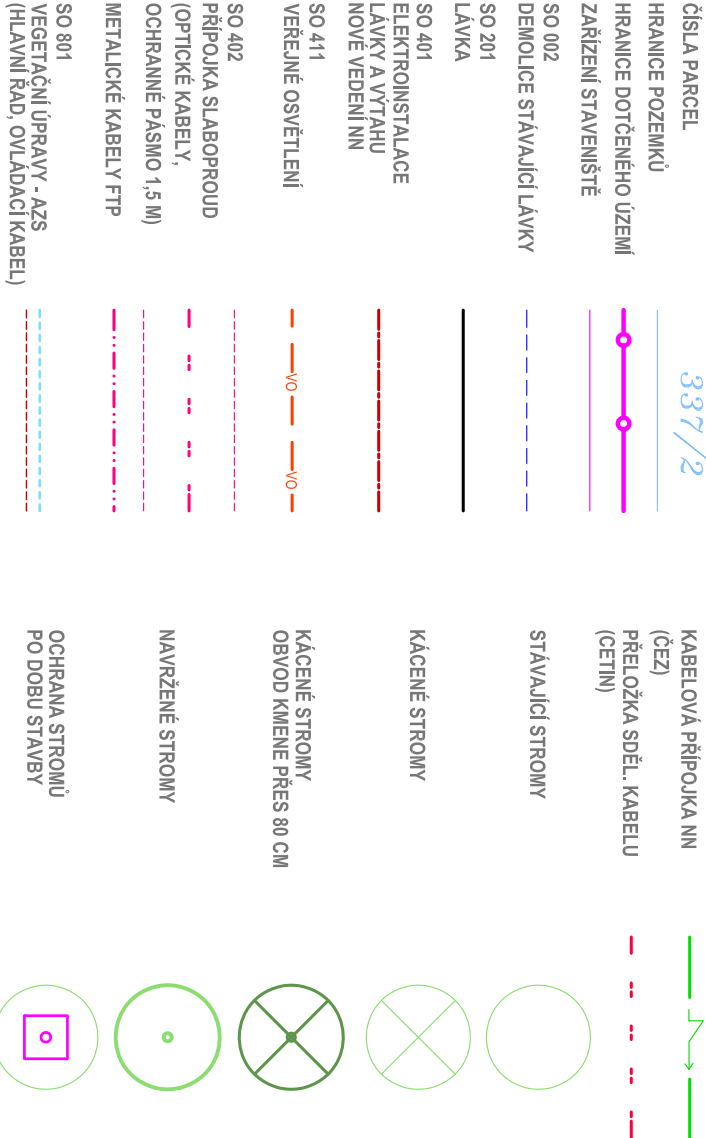 ČÍSLA PARCEL
337/2
HRANICE POZEMKŮ
HRANICE DOTČENÉHO ÚZEMÍ
ZAŘÍZENÍ STAVENIŠTĚ
SO 002
DEMOLICE STÁVAJÍCÍ LÁVKY
SO 201
LÁVKA
SO 401
ELEKTROINSTALACE
LÁVKY A VÝTAHU
NOVÉ VEDENÍ NN
SO 411
VEŘEJNÉ OSVĚTLENÍ
VO VO
SO 402
PŘÍPOJKA SLABOPROUD
(OPTICKÉ KABELY,
OCHRANNÉ PÁSMO 1,5 M)
METALICKÉ KABELY FTP
SO 801
VEGETAČNÍ ÚPRAVY - AZS
(HLAVNÍ ŘAD, OVLÁDACÍ KABEL)
KABELOVÁ PŘÍPOJKA NN
(ČEZ)
PŘELOŽKA SDĚL. KABELU
(CETIN)
STÁVAJÍCÍ STROMY
KÁCENÉ STROMY
KÁCENÉ STROMY
OBVOD KMENE PŘES 80 CM
NAVRŽENÉ STROMY
OCHRANA STROMŮ
PO DOBU STAVBY